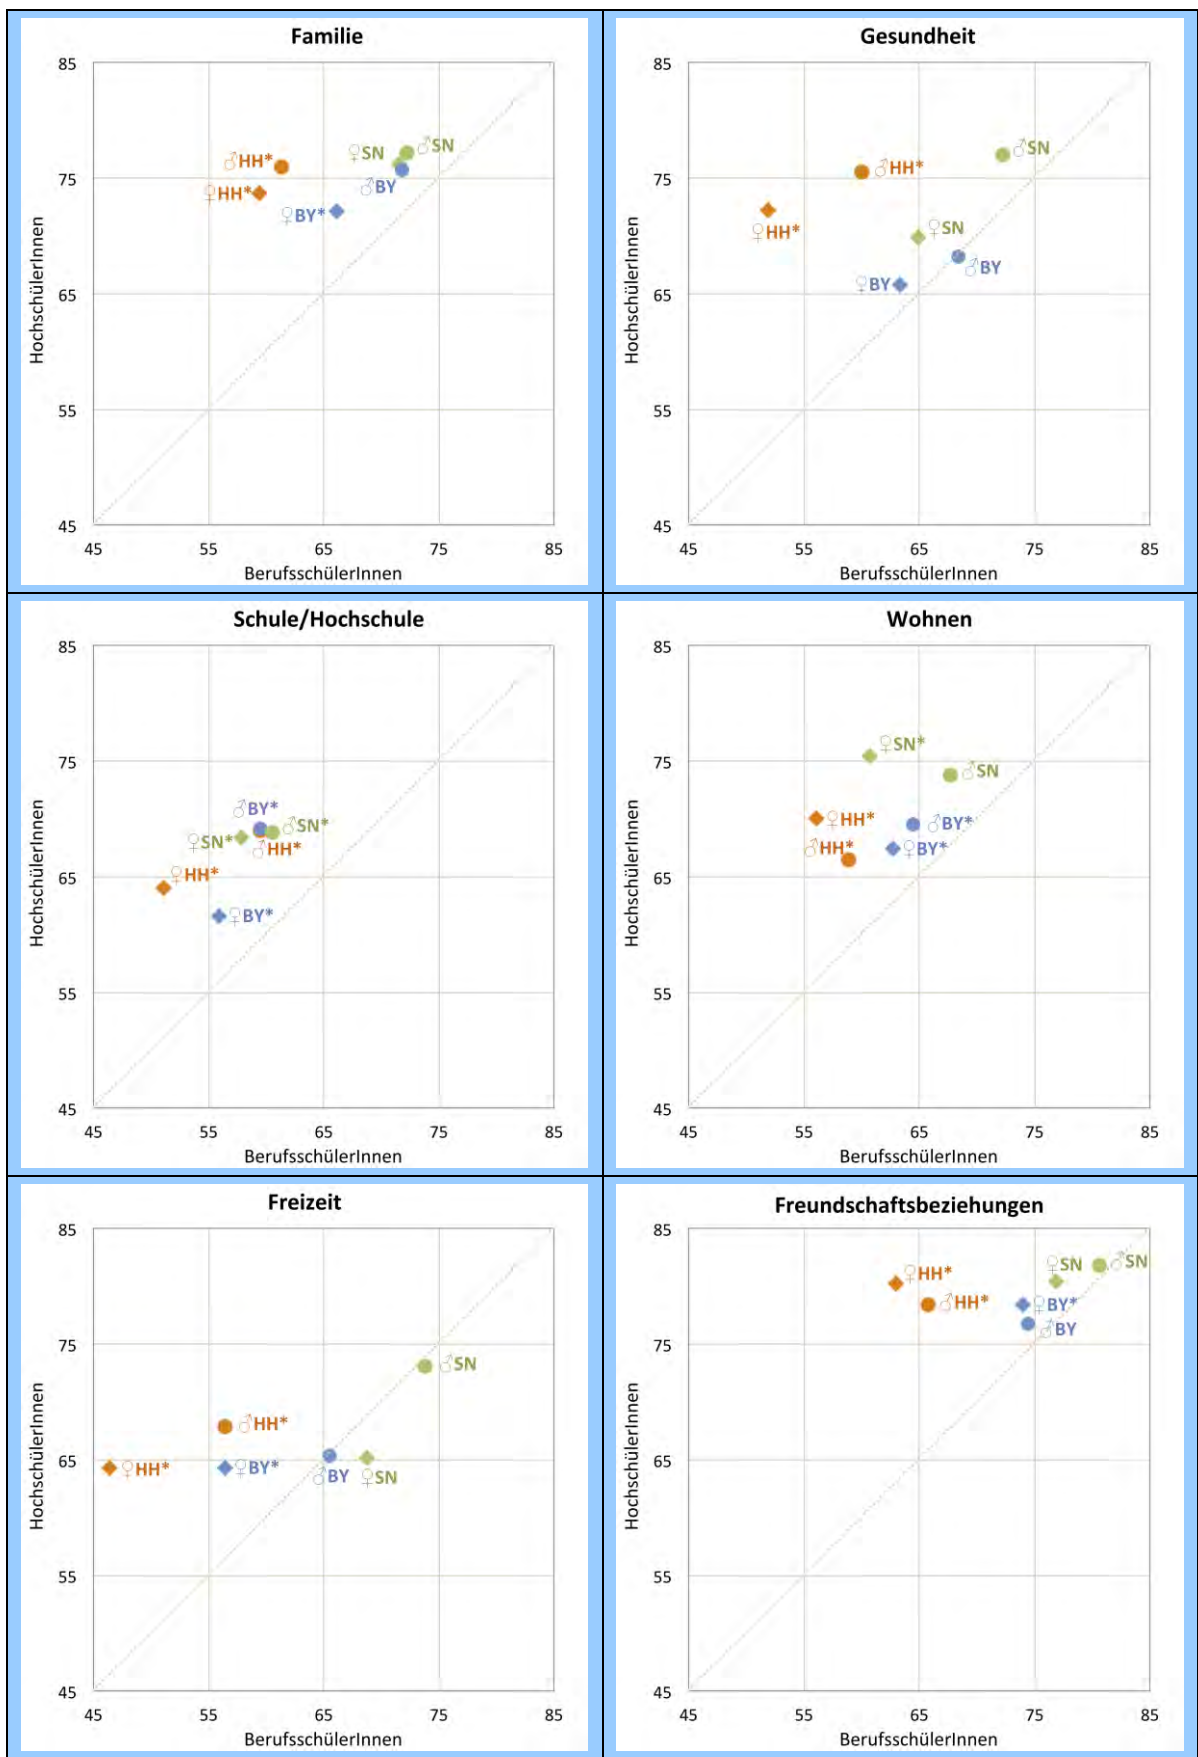 Familie
85
75
65
55
45
HochschülerInnen
♂HH*
♀HH*
♀SN
♂SN
♂BY
♀BY*
45 55 65 75 85
BerufsschülerInnen
Gesundheit
85
75
65
55
45
HochschülerInnen
♂SN
♂HH*
♀HH*
♀SN
♂BY
♀BY
45 55 65 75 85
BerufsschülerInnen
Schule/Hochschule
85
75
65
55
45
HochschülerInnen
♂BY*
♂SN*
♀SN*
♂HH*
♀HH*
♀BY*
45 55 65 75 85
BerufsschülerInnen
Wohnen
85
75
65
55
45
HochschülerInnen
♀SN*
♂SN
♀HH*
♂BY*
♂HH*
♀BY*
45 55 65 75 85
BerufsschülerInnen
Freizeit
85
75
65
55
45
HochschülerInnen
♂SN
♂HH*
♀HH*
♀BY*
♂BY
♀SN
45 55 65 75 85
BerufsschülerInnen
Freundschaftsbeziehungen
85
75
65
55
45
HochschülerInnen
♀HH*
♂HH*
♀SN
♂SN
♀BY*
♂BY
45 55 65 75 85
BerufsschülerInnen